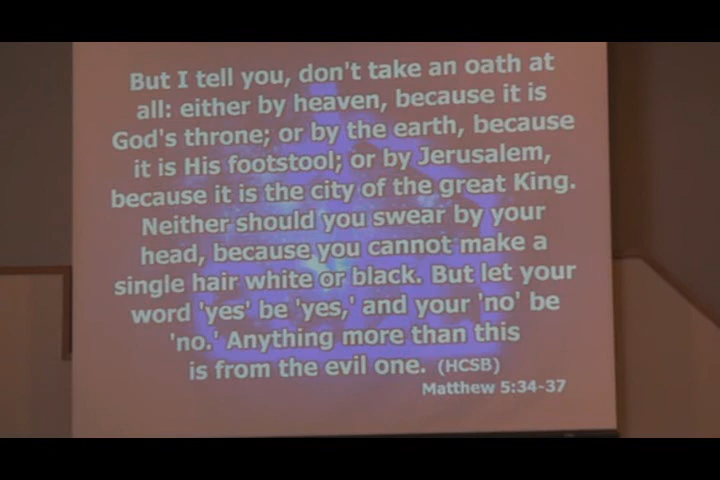 But I tell you, don't take an oath at
all: either by heaven, because it is
God's throne; or by the earth, because
it is His footstool; or by Jerusalem,
because it is the city of the great King.
Neither should you swear by your
head, because you cannot make a
single hair white or black. But let your
word 'yes' be 'yes,' and your 'no' be
'no.' Anything more than this
is from the evil one. (HCSB)
Matthew 5:34-37